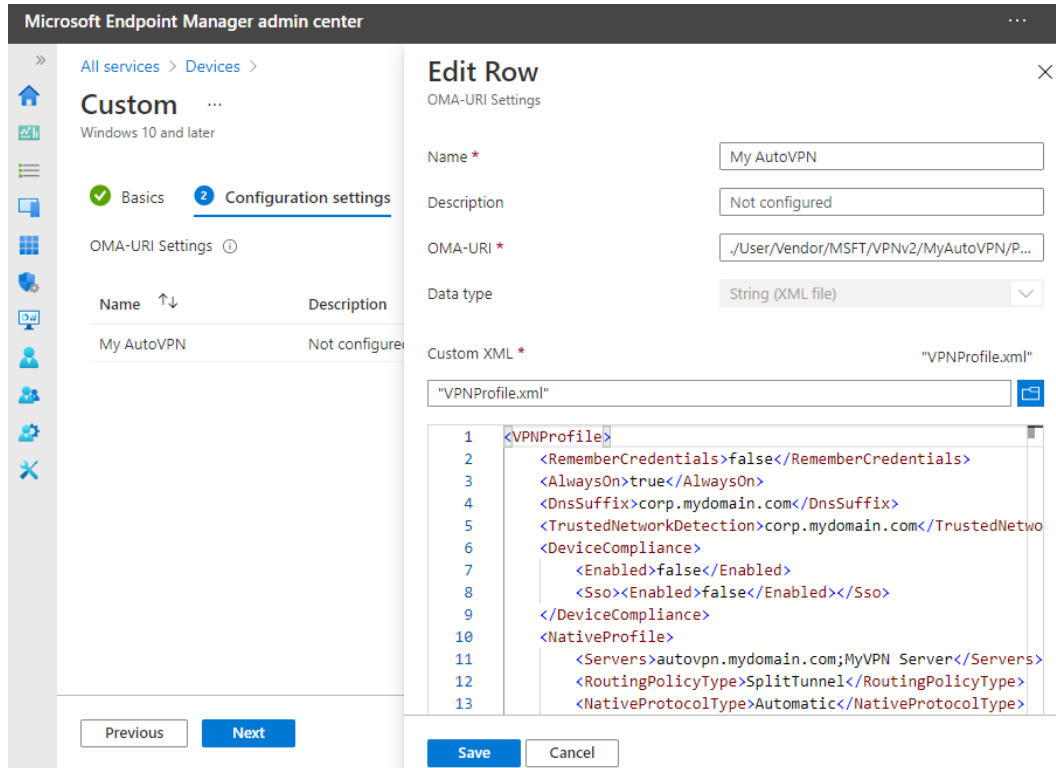 Microsoft Endpoint Manager admin center
...
All services > Devices >
Custom ...
Windows 10 and later
Basics
2 Configuration settings
OMA-URI Settings
Name ↑↓ Description
My AutoVPN Not configured
Previous
Next
Edit Row
OMA-URI Settings
Name * My AutoVPN
Description Not configured
OMA-URI * ./User/Vendor/MSFT/VPNv2/MyAutoVPN/P...
Data type String (XML file)
Custom XML * "VPNProfile.xml"
"VPNProfile.xml"
1 <VPNProfile>
2 <RememberCredentials>false</RememberCredentials>
3 <AlwaysOn>true</AlwaysOn>
4 <DnsSuffix>corp.mydomain.com</DnsSuffix>
5 <TrustedNetworkDetection>corp.mydomain.com</TrustedNetwo
6 <DeviceCompliance>
7 <Enabled>false</Enabled>
8 <Sso><Enabled>false</Enabled></Sso>
9 </DeviceCompliance>
10 <NativeProfile>
11 <Servers>autovpn.mydomain.com;MyVPN Server</Servers>
12 <RoutingPolicyType>SplitTunnel</RoutingPolicyType>
13 <NativeProtocolType>Automatic</NativeProtocolType>
Save
Cancel